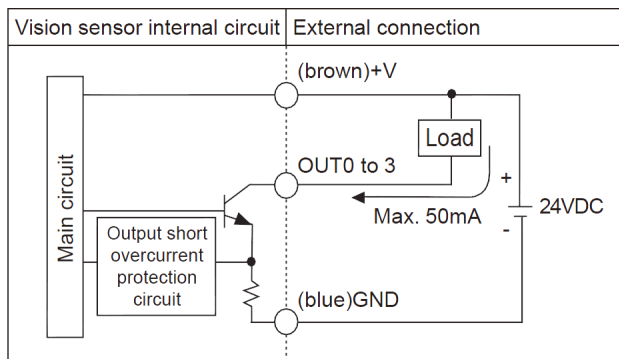 Vision sensor internal circuit
External connection
(brown)+V
Load
OUT0 to 3
+
Max. 50mA
24VDC
-
Main circuit
Output short
overcurrent
protection
circuit
(blue)GND